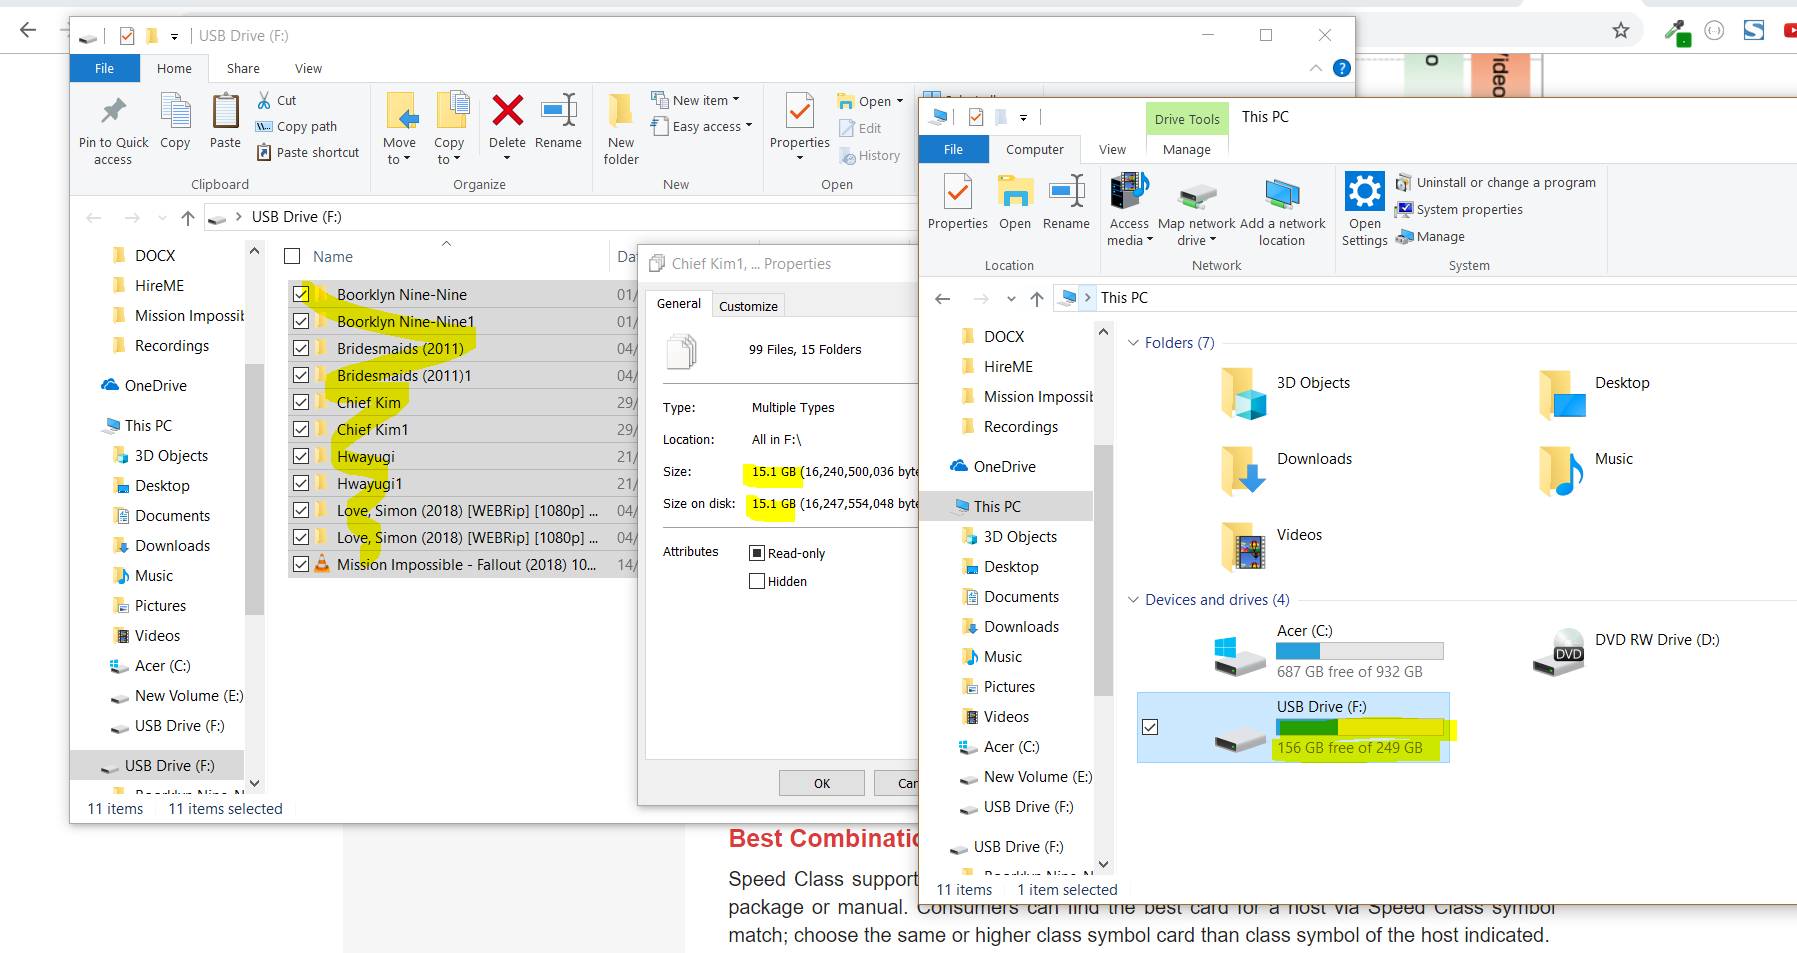 USB Drive (F:)
File
Home
Share
View
Pin to Quick
access
Copy
Paste
Cut
Copy path
Paste shortcut
Clipboard
Move
to
Copy
to
Delete
Rename
Organize
New
folder
New item
Easy access
New
Properties
Open
Edit
History
Open
USB Drive (F:)
DOCX
HireME
Mission Impossib
Recordings
OneDrive
This PC
3D Objects
Desktop
Documents
Downloads
Music
Pictures
Videos
Acer (C:)
New Volume (E:)
USB Drive (F:)
USB Drive (F:)
Name
Da
Boorklyn Nine-Nine
01/
Boorklyn Nine-Nine1
01/
Bridesmaids (2011)
04/
Bridesmaids (2011)1
04/
Chief Kim
29/
Chief Kim1
29/
Hwayugi
21/
Hwayugi1
21/
Love, Simon (2018) [WEBRip] [1080p] ...
04/
Love, Simon (2018) [WEBRip] [1080p] ...
04/
Mission Impossible - Fallout (2018) 10...
14/
11 items
11 items selected
Chief Kim1, ... Properties
General
Customize
99 Files, 15 Folders
Type:
Multiple Types
Location:
All in F:\
Size:
15.1 GB (16,240,500,036 byte
Size on disk:
15.1 GB (16,247,554,048 byte
Attributes
Read-only
Hidden
OK
Can
Video
o
Drive Tools
This PC
File
Computer
View
Manage
Properties
Open
Rename
Location
Access
media
Map network
drive
Add a network
location
Network
Open
Settings
Uninstall or change a program
System properties
Manage
System
This PC
DOCX
HireME
Mission Impossib
Recordings
OneDrive
This PC
3D Objects
Desktop
Documents
Downloads
Music
Pictures
Videos
Acer (C:)
New Volume (E:)
USB Drive (F:)
USB Drive (F:)
Folders (7)
3D Objects
Desktop
Downloads
Music
Videos
Devices and drives (4)
Acer (C:)
687 GB free of 932 GB
DVD
DVD RW Drive (D:)
USB Drive (F:)
156 GB free of 249 GB
11 items
1 item selected
Best Combinatio
Speed Class support
package or manual. Consumers can find the best card for a host via Speed Class symbol
match; choose the same or higher class symbol card than class symbol of the host indicated.